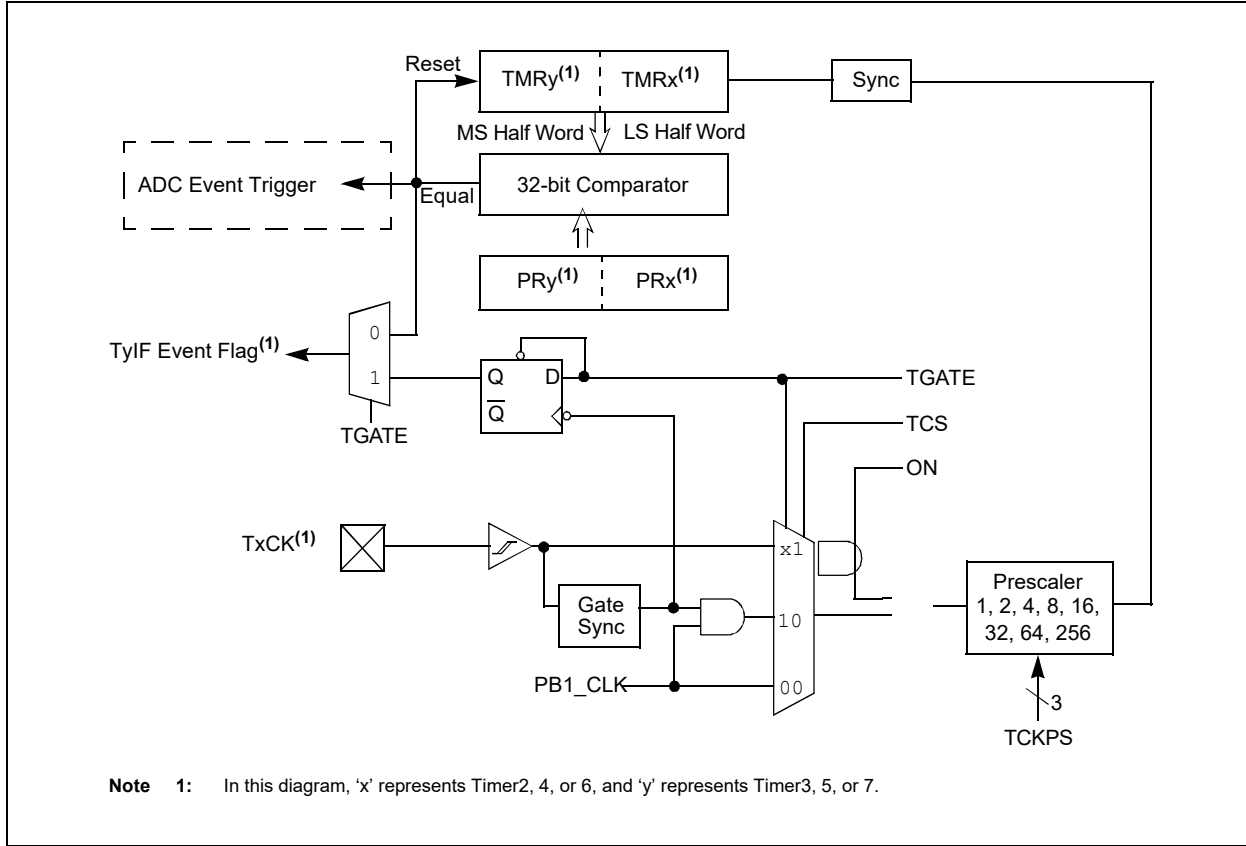 Reset
TMRy(1) TMRx(1)
Sync
MS Half Word LS Half Word
ADC Event Trigger
Equal
32-bit Comparator
PRy(1) PRx(1)
0
TyIF Event Flag(1)
1
Q D
Q
TGATE
TGATE
TCS
ON
TxCK(1)
x1
Prescaler
1, 2, 4, 8, 16,
32, 64, 256
Gate
Sync
10
PB1_CLK
00
3
TCKPS
Note 1: In this diagram, ‘x’ represents Timer2, 4, or 6, and ‘y’ represents Timer3, 5, or 7.